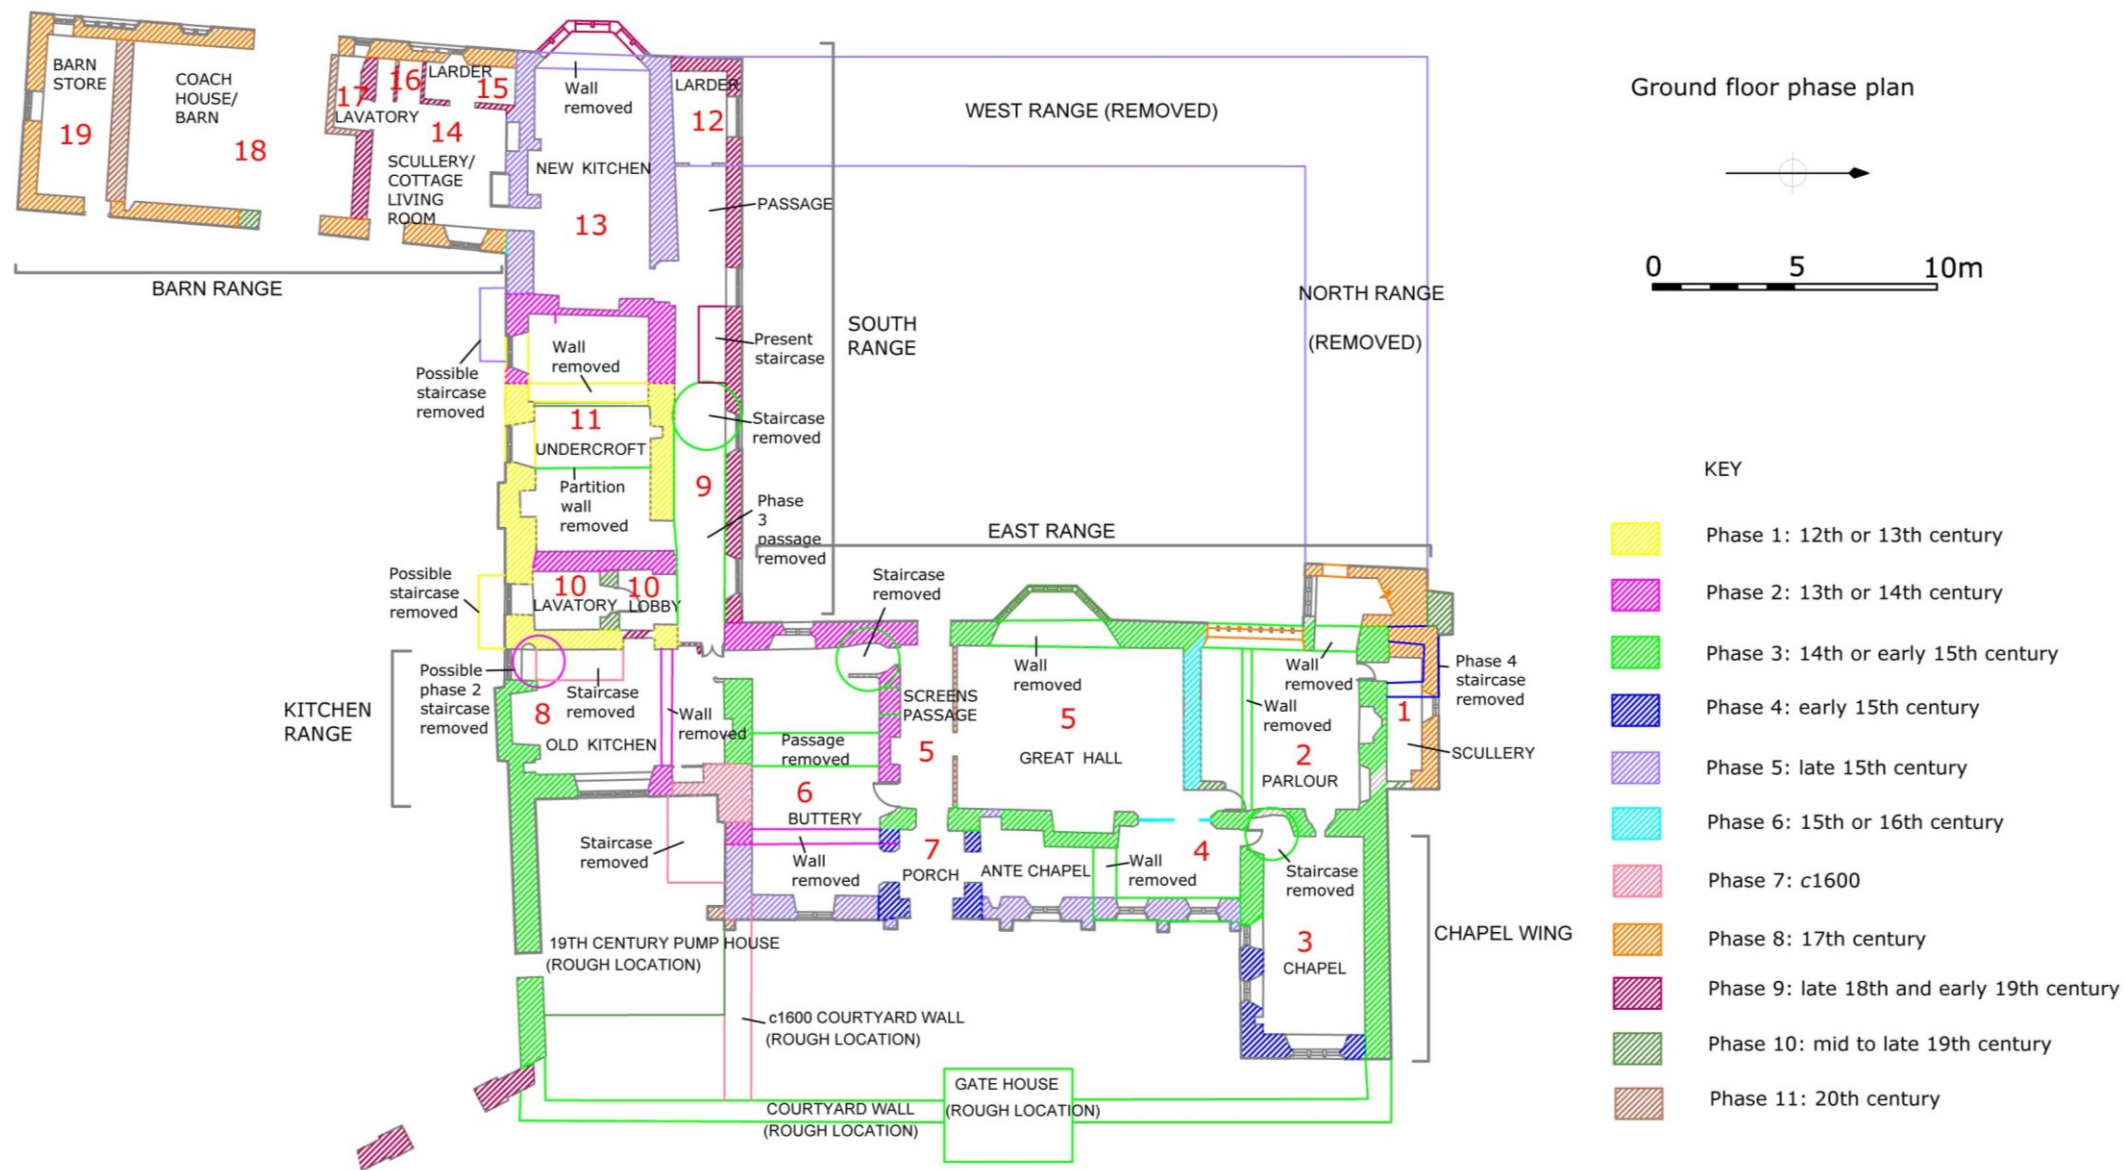 BARN
STORE
19
COACH
HOUSE/
BARN
18
17
16
LARDER
15
LAVATORY
14
SCULLERY/
COTTAGE
LIVING
ROOM
Wall
removed
NEW KITCHEN
13
LARDER
12
PASSAGE
WEST RANGE (REMOVED)
NORTH RANGE
(REMOVED)
BARN RANGE
SOUTH
RANGE
Possible
staircase
removed
Wall
removed
Present
staircase
11
UNDERCROFT
Staircase
removed
Partition
wall
removed
9
Phase
3
passage
removed
EAST RANGE
Possible
staircase
removed
10
LAVATORY
10
LOBBY
Staircase
removed
KITCHEN
RANGE
Possible
phase 2
staircase
removed
Staircase
removed
8
OLD KITCHEN
Wall
removed
Passage
removed
6
BUTTERY
SCREENS
PASSAGE
5
Wall
removed
5
GREAT HALL
Wall
removed
Wall
removed
2
PARLOUR
Phase 4
staircase
removed
1
SCULLERY
Staircase
removed
Wall
removed
7
PORCH
ANTE CHAPEL
Wall
removed
4
Staircase
removed
3
CHAPEL
CHAPEL WING
19TH CENTURY PUMP HOUSE
(ROUGH LOCATION)
c1600 COURTYARD WALL
(ROUGH LOCATION)
GATE HOUSE
(ROUGH LOCATION)
COURTYARD WALL
(ROUGH LOCATION)
Ground floor phase plan
0 5 10m
KEY
Phase 1: 12th or 13th century
Phase 2: 13th or 14th century
Phase 3: 14th or early 15th century
Phase 4: early 15th century
Phase 5: late 15th century
Phase 6: 15th or 16th century
Phase 7: c1600
Phase 8: 17th century
Phase 9: late 18th and early 19th century
Phase 10: mid to late 19th century
Phase 11: 20th century